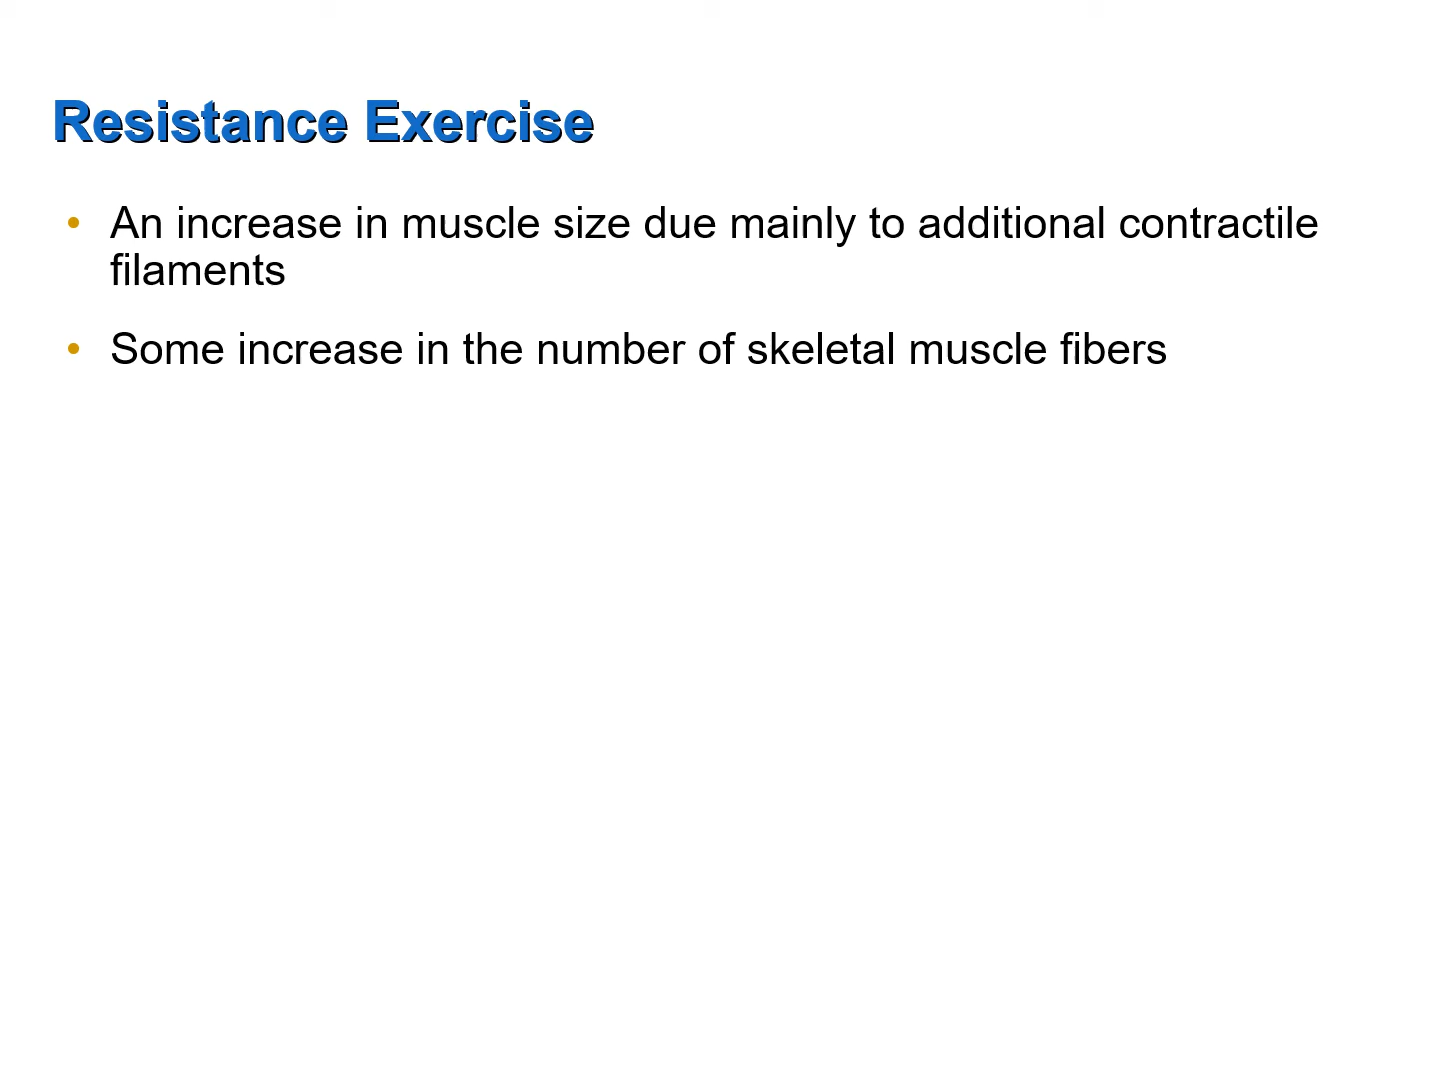 Resistance Exercise
• An increase in muscle size due mainly to additional contractile
filaments
• Some increase in the number of skeletal muscle fibers